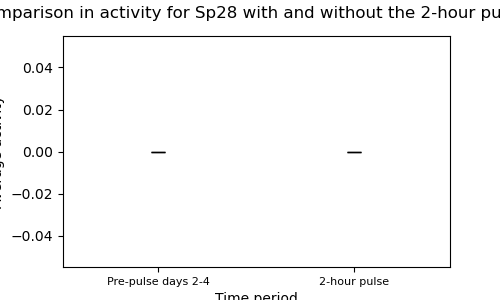 mparison in activity for Sp28 with and without the 2-hour pu
0.04
0.02
0.00
−0.02
−0.04
Pre-pulse days 2-4 2-hour pulse
Time period